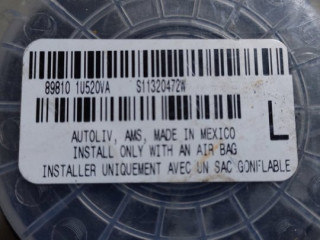 89810 1U520VA S11320472W
AUTOLIV, AMS, MADE IN MEXICO
INSTALL ONLY WITH AN AIR BAG
INSTALLER UNIQUEMENT AVEC UN SAC GONFLABLE
L